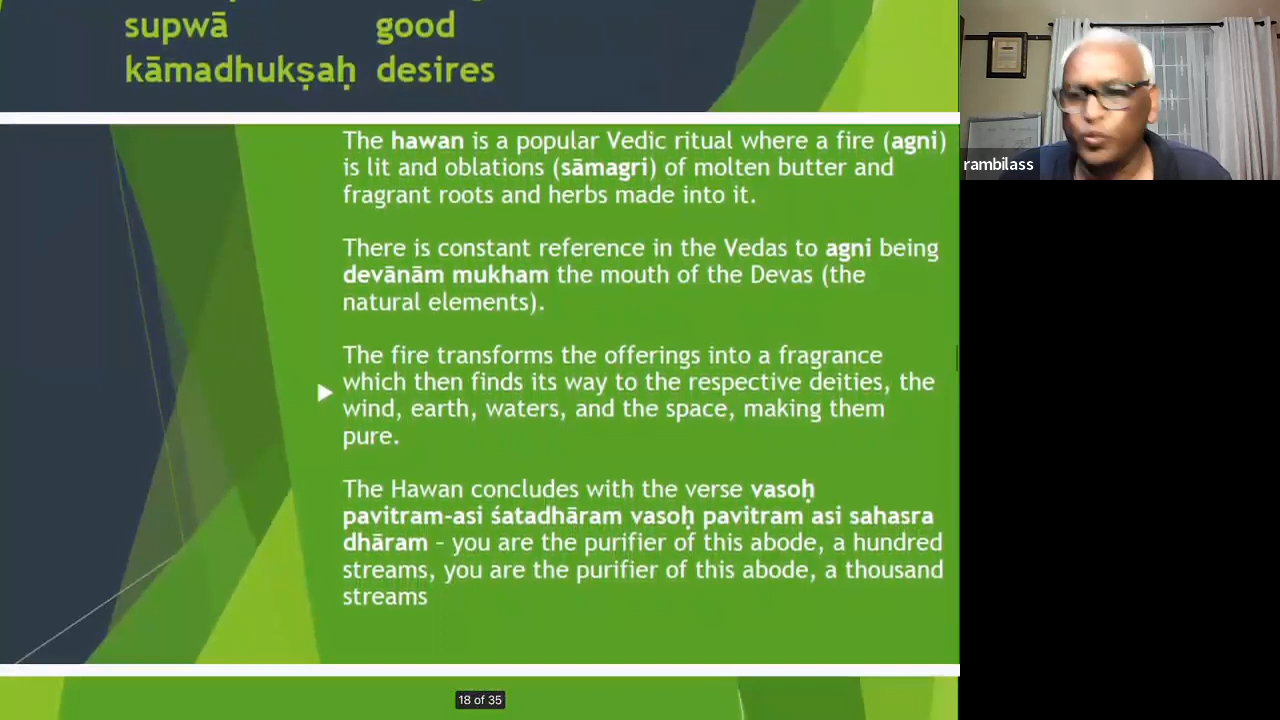 supwā good
kāmadhukṣaḥ desires
The hawan is a popular Vedic ritual where a fire (agni)
is lit and oblations (sāmagri) of molten butter and
fragrant roots and herbs made into it.
There is constant reference in the Vedas to agni being
devānām mukham the mouth of the Devas (the
natural elements).
The fire transforms the offerings into a fragrance
which then finds its way to the respective deities, the
wind, earth, waters, and the space, making them
pure.
The Hawan concludes with the verse vasoḥ
pavitram-asi śatadhāram vasoḥ pavitram asi sahasra
dhāram – you are the purifier of this abode, a hundred
streams, you are the purifier of this abode, a thousand
streams
18 of 35
rambilass